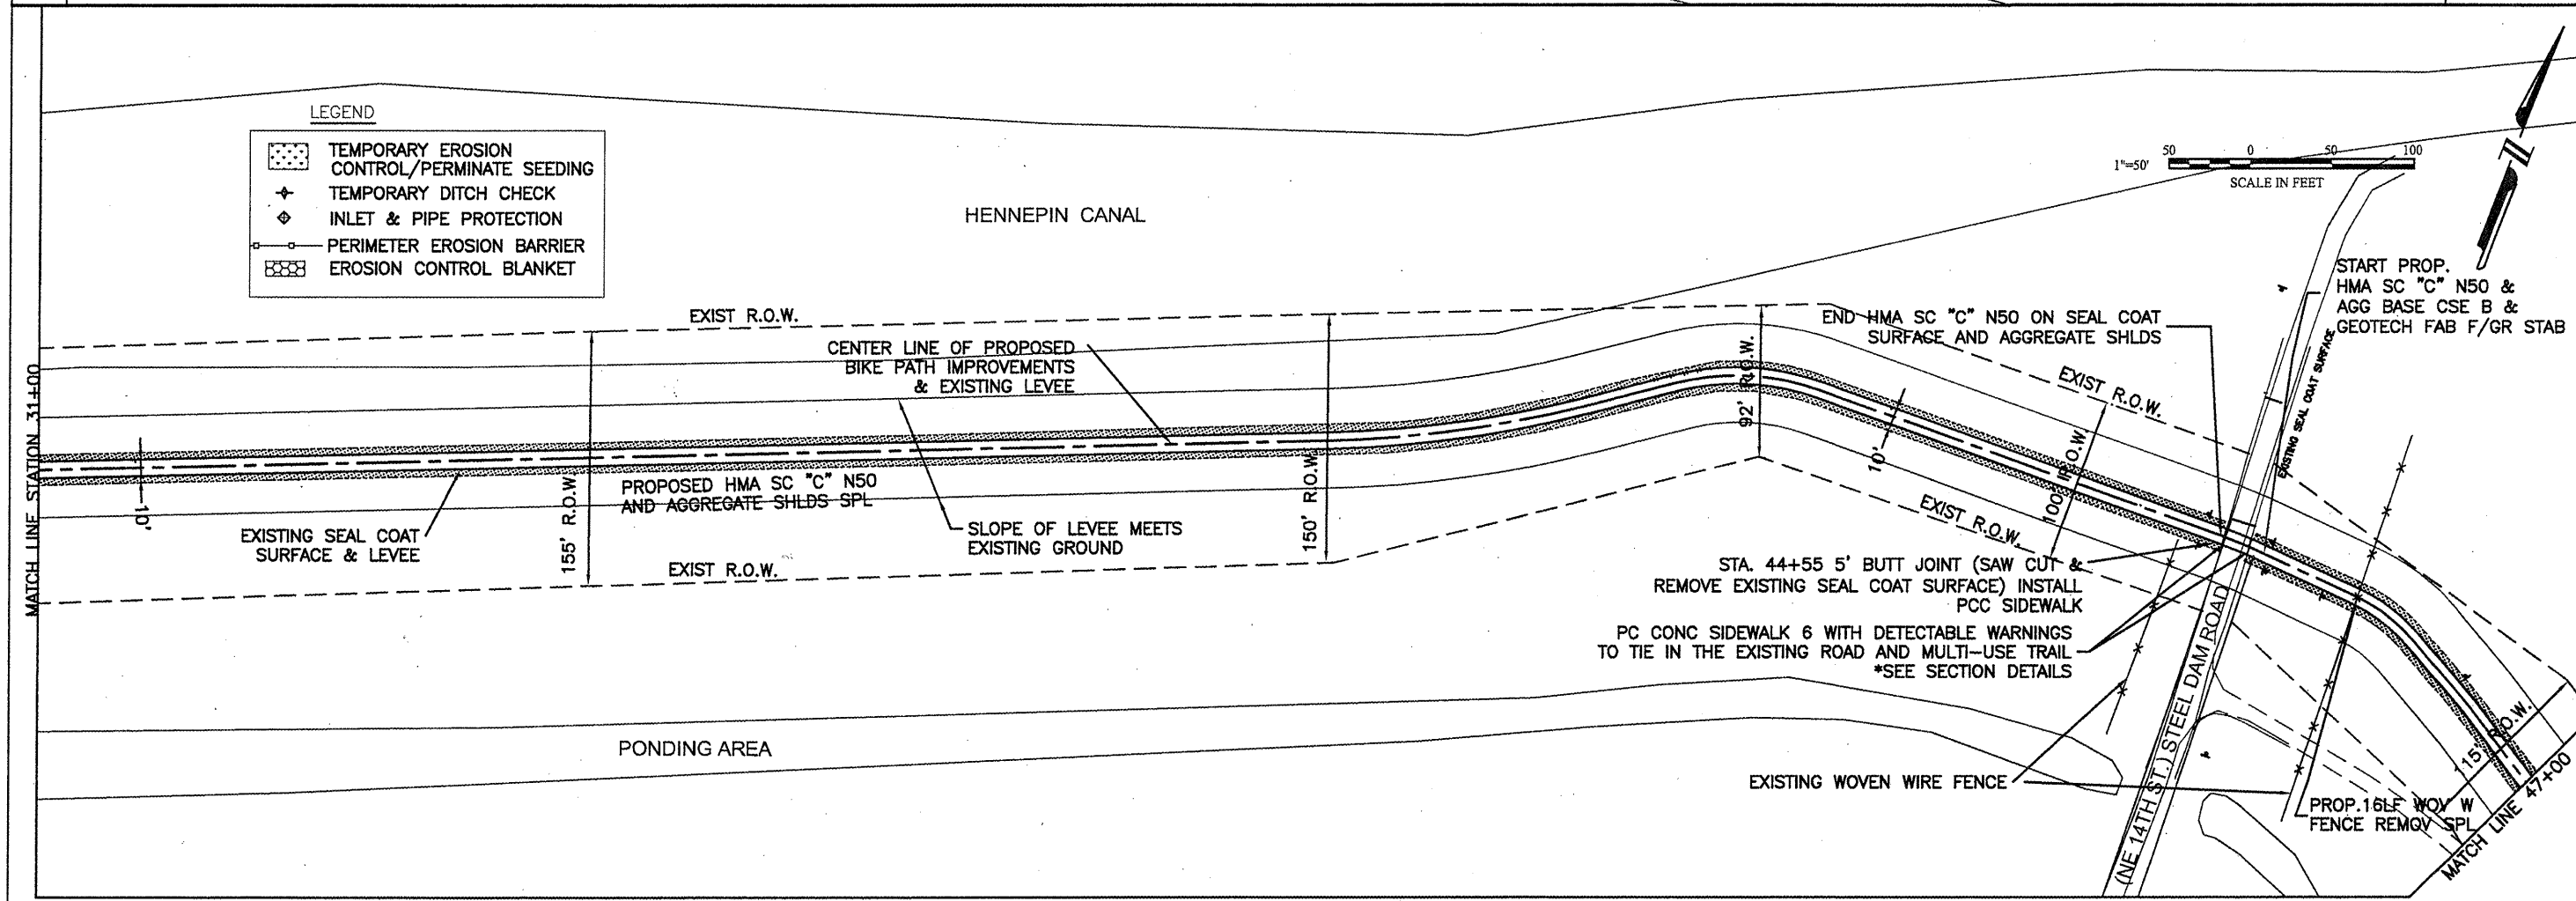 LEGEND
TEMPORARY EROSION
CONTROL/PERMINATE SEEDING
TEMPORARY DITCH CHECK
INLET & PIPE PROTECTION
PERIMETER EROSION BARRIER
EROSION CONTROL BLANKET
HENNEPIN CANAL
50 0 50 100
1"=50'
SCALE IN FEET
START PROP.
HMA SC "C" N50 &
AGG BASE CSE B &
GEOTECH FAB F/GR STAB
EXIST R.O.W.
CENTER LINE OF PROPOSED
BIKE PATH IMPROVEMENTS
& EXISTING LEVEE
END HMA SC "C" N50 ON SEAL COAT
SURFACE AND AGGREGATE SHLDS
EXIST R.O.W.
EXISTING SEAL COAT SURFACE
MATCH LINE STATION 31+00
10'
EXISTING SEAL COAT
SURFACE & LEVEE
155' R.O.W.
PROPOSED HMA SC "C" N50
AND AGGREGATE SHLDS SPL
EXIST R.O.W.
SLOPE OF LEVEE MEETS
EXISTING GROUND
150' R.O.W.
92' R.O.W.
10'
100' R.O.W.
EXIST R.O.W.
STA. 44+55 5' BUTT JOINT (SAW CUT &
REMOVE EXISTING SEAL COAT SURFACE) INSTALL
PCC SIDEWALK
PC CONC SIDEWALK 6 WITH DETECTABLE WARNINGS
TO TIE IN THE EXISTING ROAD AND MULTI-USE TRAIL
*SEE SECTION DETAILS
PONDING AREA
EXISTING WOVEN WIRE FENCE
(NE 14TH ST.) STEEL DAM ROAD
115' R.O.W.
PROP.16LF WOV W
FENCE REMOV SPL
MATCH LINE 47+00